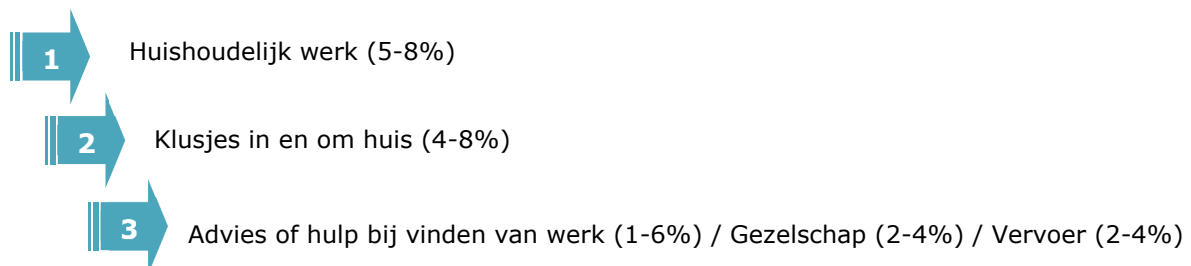 1 Huishoudelijk werk (5-8%)
2 Klusjes in en om huis (4-8%)
3 Advies of hulp bij vinden van werk (1-6%) / Gezelschap (2-4%) / Vervoer (2-4%)